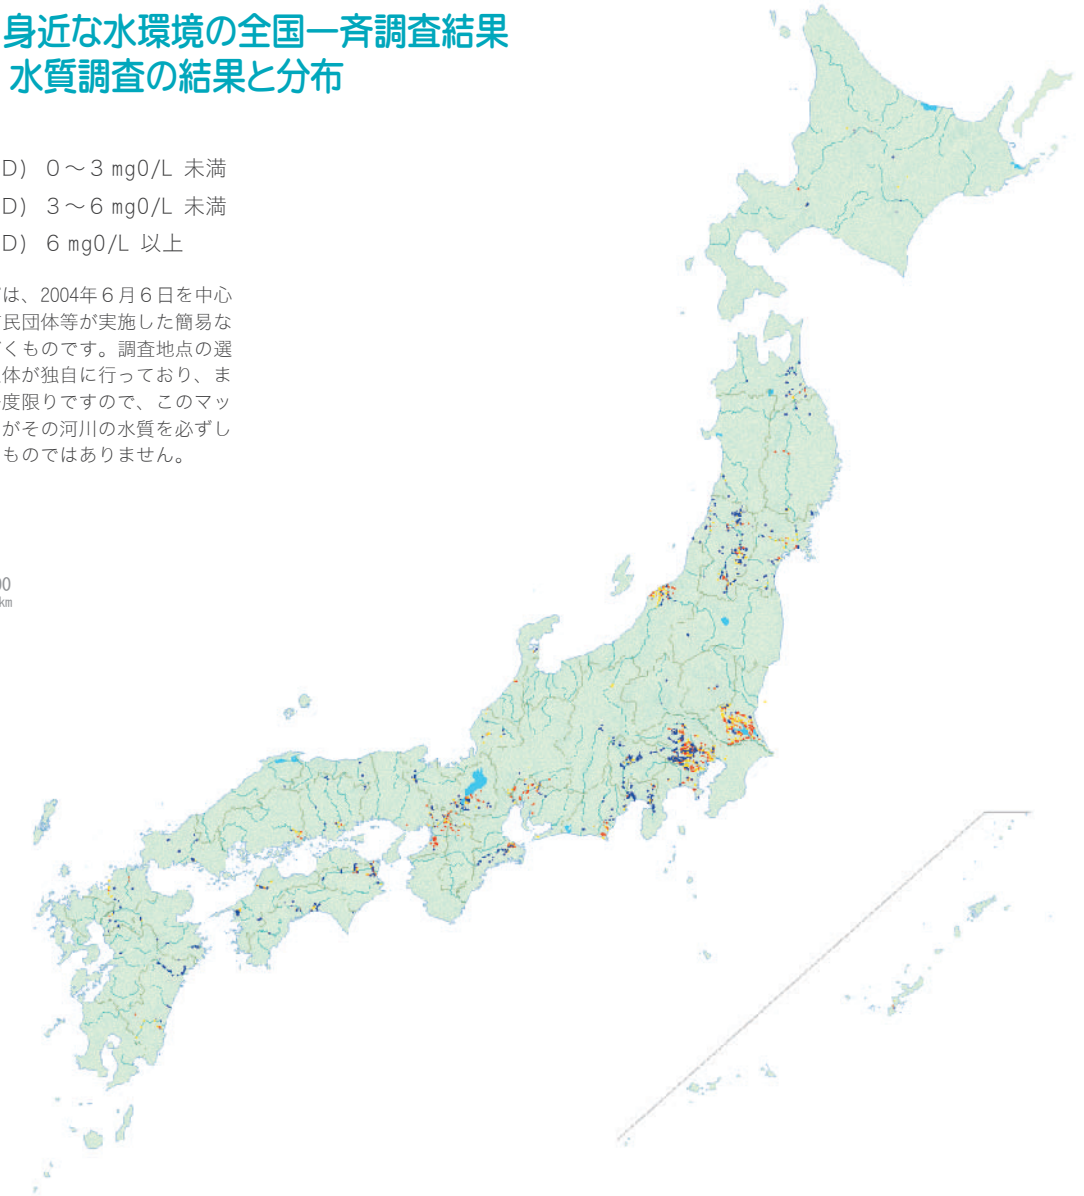 身近な水環境の全国一斉調査結果
水質調査の結果と分布
D) 0～3 mgO/L 未満
D) 3～6 mgO/L 未満
D) 6 mgO/L 以上
は、2004年6月6日を中心
民団体等が実施した簡易な
くものです。調査地点の選
体が独自に行っており、ま
度限りですので、このマッ
がその河川の水質を必ずし
ものではありません。
00
km